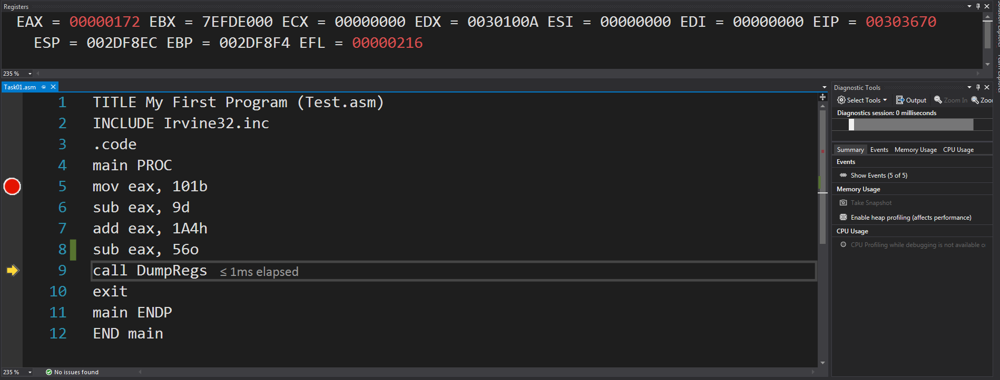 Registers
EAX = 00000172 EBX = 7EFDE000 ECX = 00000000 EDX = 0030100A ESI = 00000000 EDI = 00000000 EIP = 00303670
ESP = 002DF8EC EBP = 002DF8F4 EFL = 00000216
235 %
Task01.asm
1 TITLE My First Program (Test.asm)
2 INCLUDE Irvine32.inc
3 .code
4 main PROC
5 mov eax, 101b
6 sub eax, 9d
7 add eax, 1A4h
8 sub eax, 56o
9 call DumpRegs ≤ 1ms elapsed
10 exit
11 main ENDP
12 END main
235 %
No issues found
Diagnostic Tools
Select Tools Output Zoom In Zoo
Diagnostics session: 0 milliseconds
Summary Events Memory Usage CPU Usage
Events
Show Events (5 of 5)
Memory Usage
Take Snapshot
Enable heap profiling (affects performance)
CPU Usage
CPU Profiling while debugging is not available o
Team Explorer